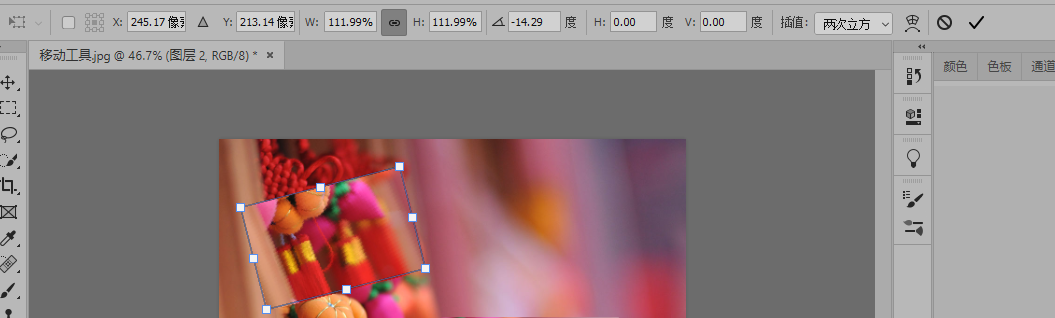 X: 245.17 像素 Y: 213.14 像素 W: 111.99% H: 111.99% -14.29 度 H: 0.00 度 V: 0.00 度 插值: 两次立方
移动工具.jpg @ 46.7% (图层 2, RGB/8) * ×
颜色 色板 通道